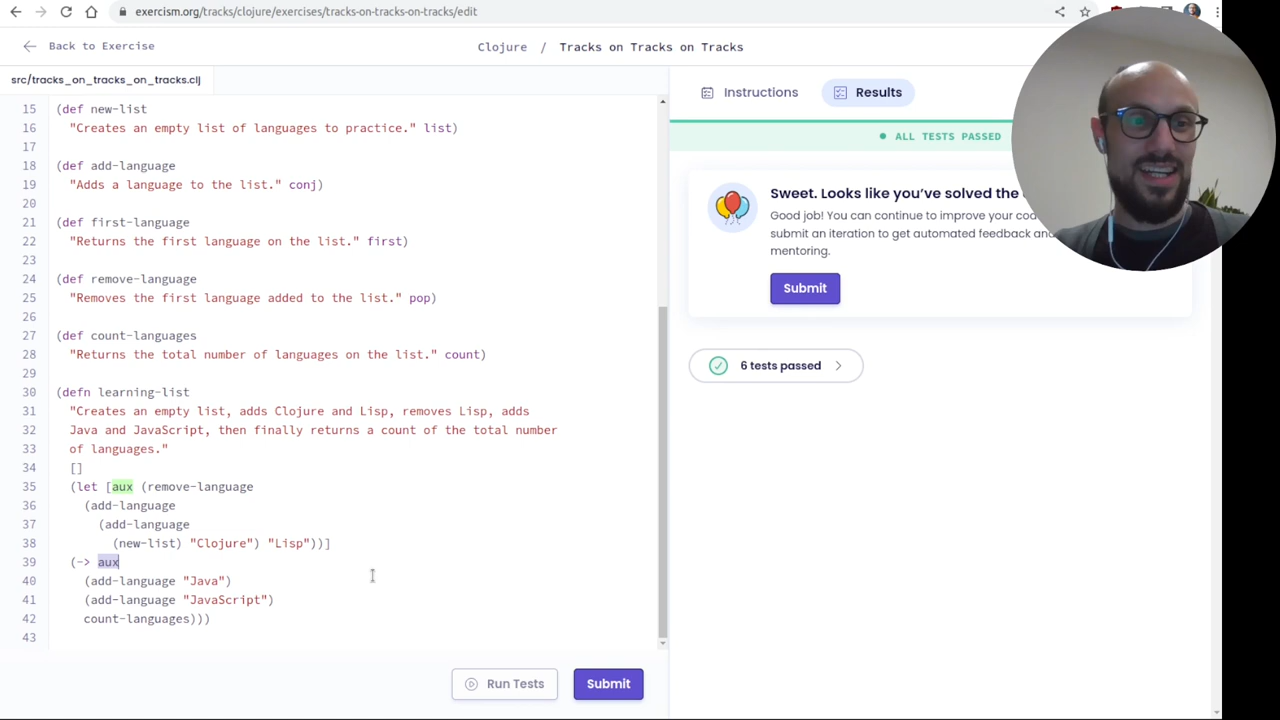 exercism.org/tracks/clojure/exercises/tracks-on-tracks-on-tracks/edit
Back to Exercise
Clojure / Tracks on Tracks on Tracks
src/tracks_on_tracks_on_tracks.clj
15 (def new-list
16 "Creates an empty list of languages to practice." list)
17
18 (def add-language
19 "Adds a language to the list." conj)
20
21 (def first-language
22 "Returns the first language on the list." first)
23
24 (def remove-language
25 "Removes the first language added to the list." pop)
26
27 (def count-languages
28 "Returns the total number of languages on the list." count)
29
30 (defn learning-list
31 "Creates an empty list, adds Clojure and Lisp, removes Lisp, adds
32 Java and JavaScript, then finally returns a count of the total number
33 of languages."
34 []
35 (let [aux (remove-language
36 (add-language
37 (add-language
38 (new-list) "Clojure") "Lisp"))]
39 (-> aux
40 (add-language "Java")
41 (add-language "JavaScript")
42 count-languages)))
43
Run Tests
Submit
Instructions
Results
ALL TESTS PASSED
Sweet. Looks like you've solved the
Good job! You can continue to improve your
submit an iteration to get automated feedback and
mentoring.
Submit
6 tests passed